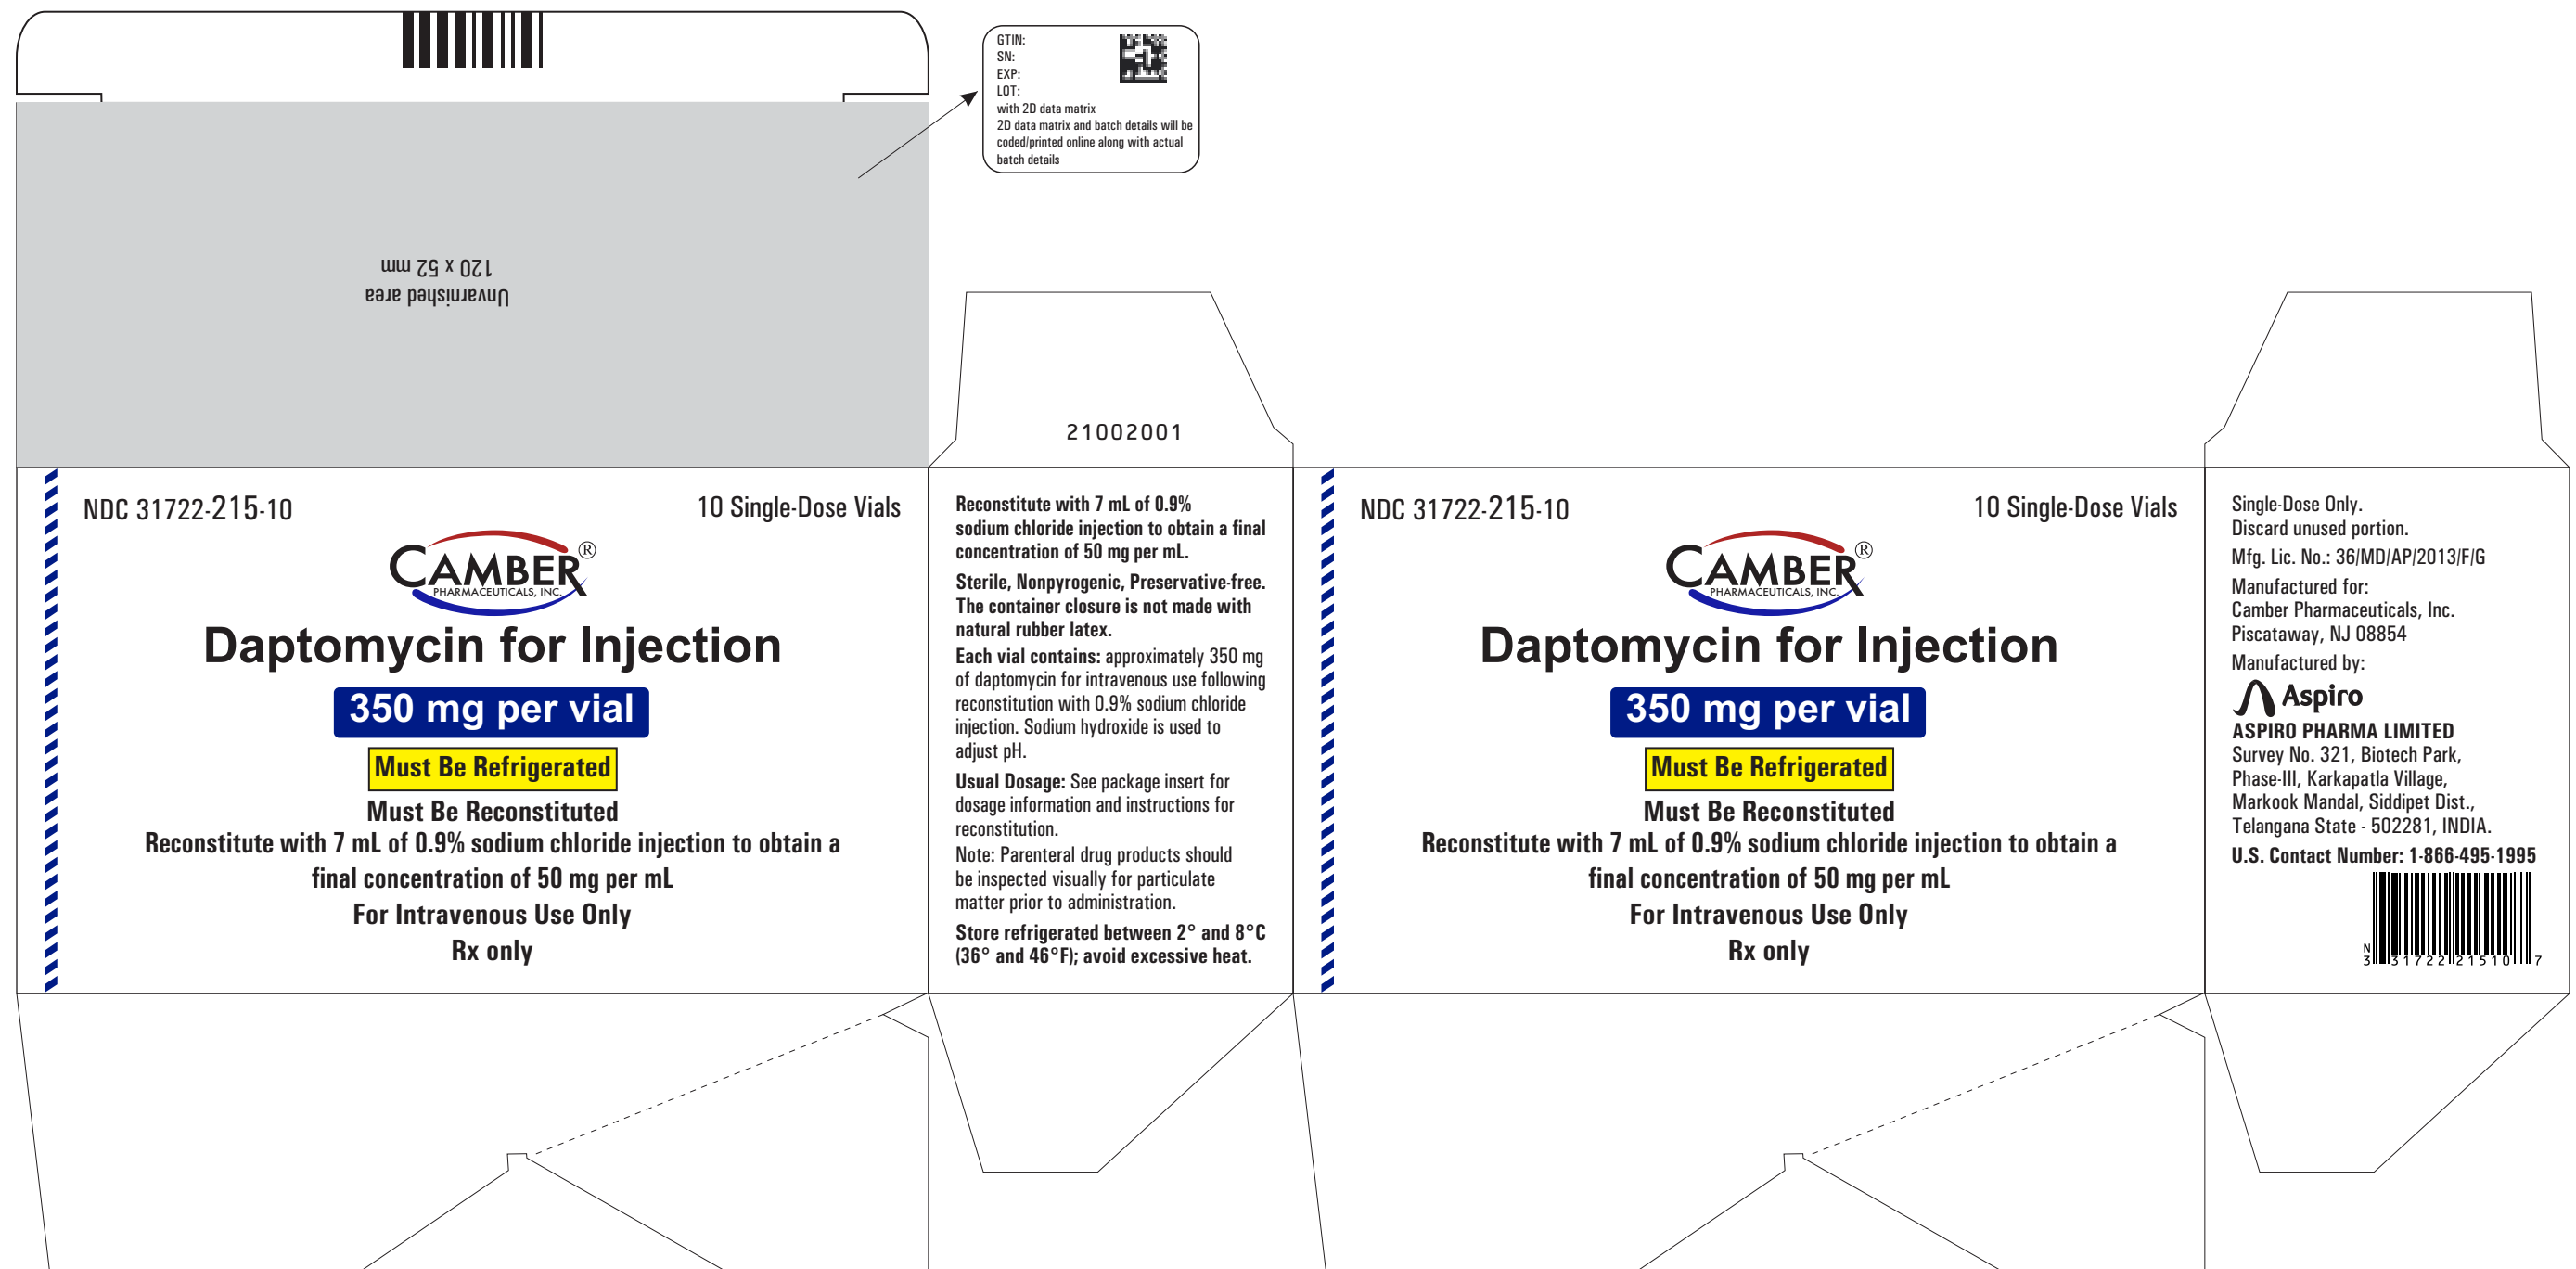 GTIN:
SN:
EXP:
LOT:
with 2D data matrix
2D data matrix and batch details will be
coded/printed online along with actual
batch details
Unvarnished area
120 x 52 mm
21002001
NDC 31722-215-10
10 Single-Dose Vials
CAMBER®
PHARMACEUTICALS, INC.
Daptomycin for Injection
350 mg per vial
Must Be Refrigerated
Must Be Reconstituted
Reconstitute with 7 mL of 0.9% sodium chloride injection to obtain a
final concentration of 50 mg per mL
For Intravenous Use Only
Rx only
Reconstitute with 7 mL of 0.9%
sodium chloride injection to obtain a final
concentration of 50 mg per mL.
Sterile, Nonpyrogenic, Preservative-free.
The container closure is not made with
natural rubber latex.
Each vial contains: approximately 350 mg
of daptomycin for intravenous use following
reconstitution with 0.9% sodium chloride
injection. Sodium hydroxide is used to
adjust pH.
Usual Dosage: See package insert for
dosage information and instructions for
reconstitution.
Note: Parenteral drug products should
be inspected visually for particulate
matter prior to administration.
Store refrigerated between 2° and 8°C
(36° and 46°F); avoid excessive heat.
NDC 31722-215-10
10 Single-Dose Vials
CAMBER®
PHARMACEUTICALS, INC.
Daptomycin for Injection
350 mg per vial
Must Be Refrigerated
Must Be Reconstituted
Reconstitute with 7 mL of 0.9% sodium chloride injection to obtain a
final concentration of 50 mg per mL
For Intravenous Use Only
Rx only
Single-Dose Only.
Discard unused portion.
Mfg. Lic. No.: 36/MD/AP/2013/F/G
Manufactured for:
Camber Pharmaceuticals, Inc.
Piscataway, NJ 08854
Manufactured by:
Aspiro
ASPIRO PHARMA LIMITED
Survey No. 321, Biotech Park,
Phase-III, Karkapatla Village,
Markook Mandal, Siddipet Dist.,
Telangana State - 502281, INDIA.
U.S. Contact Number: 1-866-495-1995
N
3 31722 21510 7